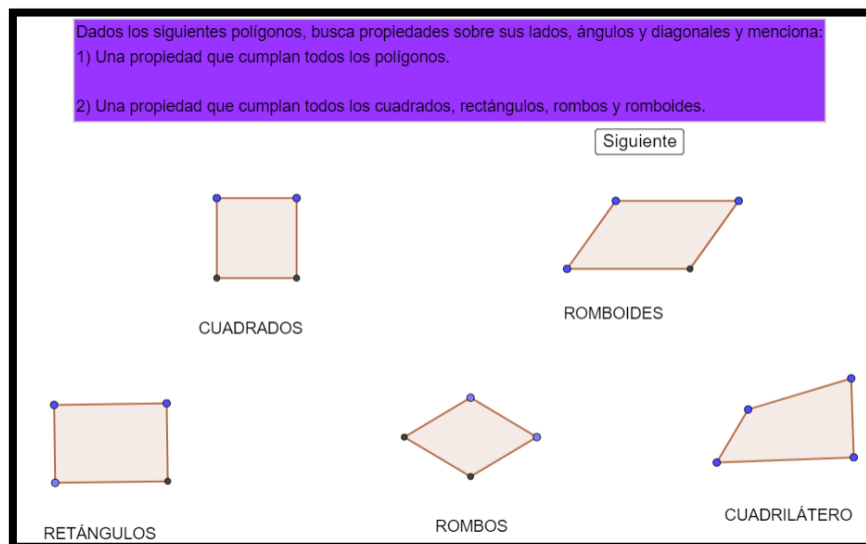 Dados los siguientes polígonos, busca propiedades sobre sus lados, ángulos y diagonales y menciona:
1) Una propiedad que cumplan todos los polígonos.
2) Una propiedad que cumplan todos los cuadrados, rectángulos, rombos y romboides.
Siguiente
CUADRADOS
ROMBOIDES
RETÁNGULOS
ROMBOS
CUADRILÁTERO